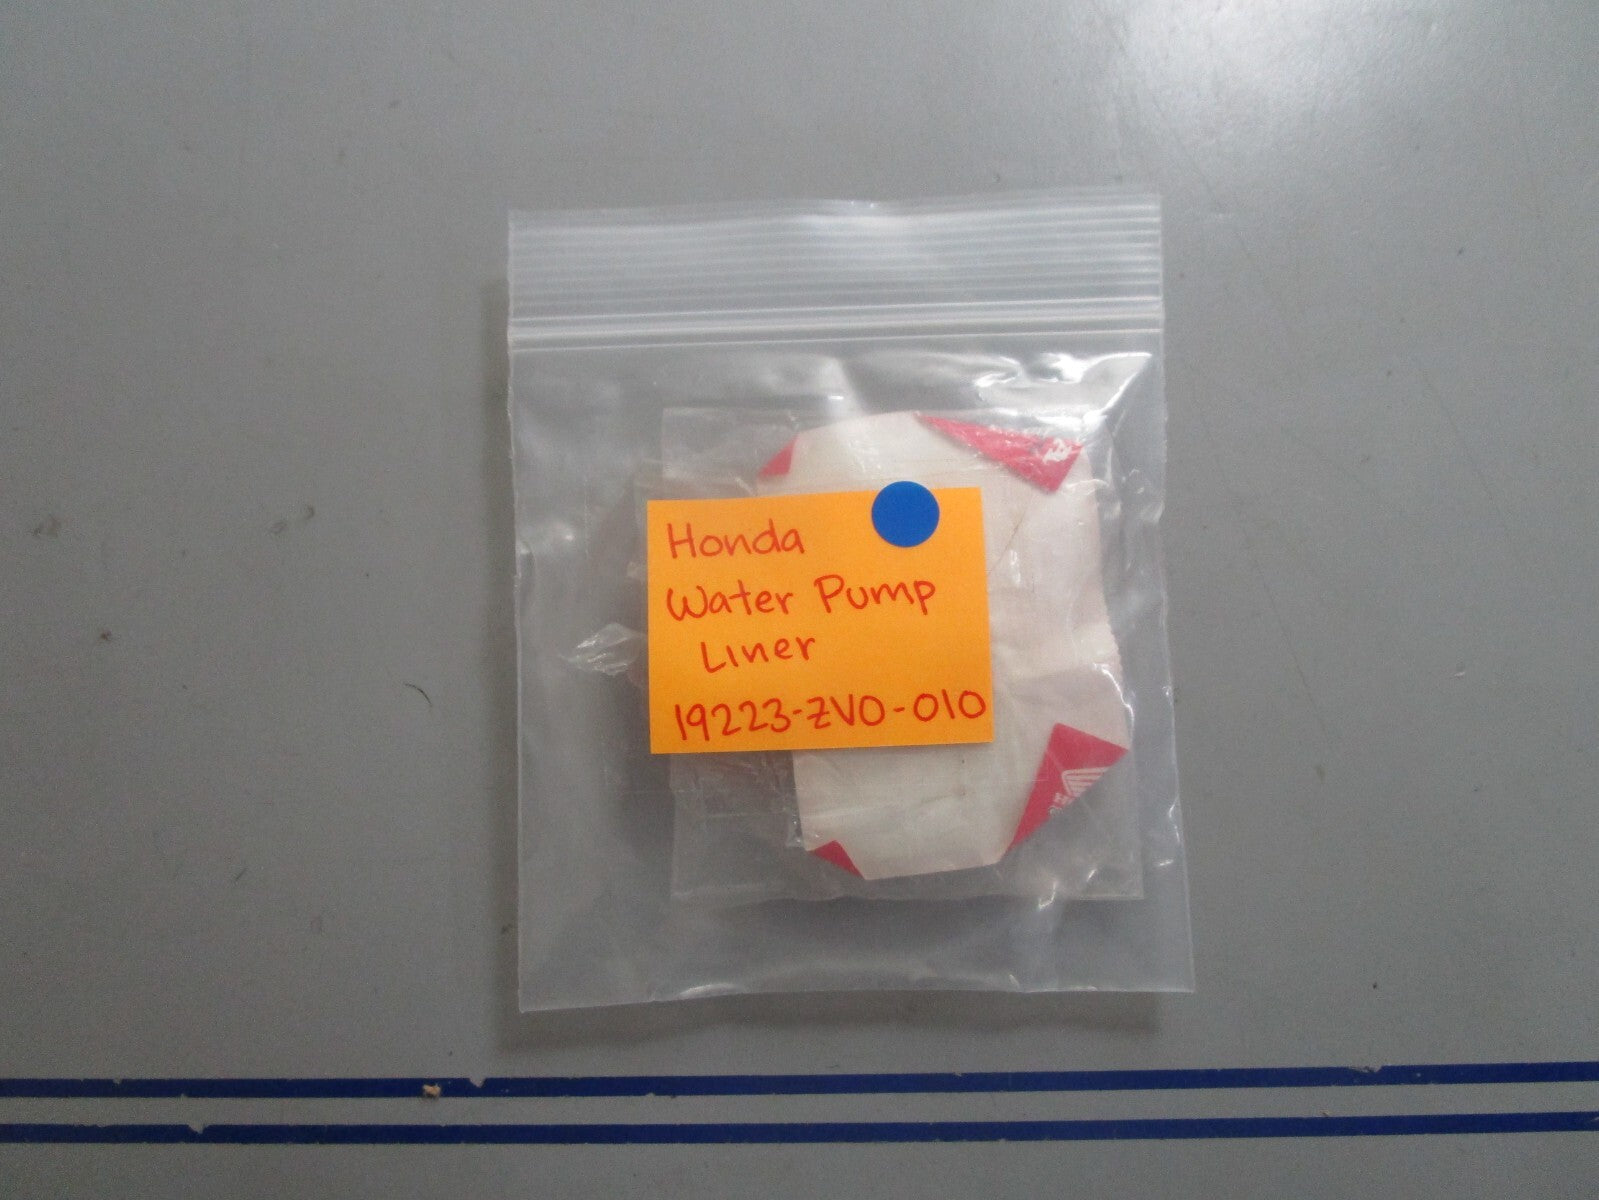 Honda
Water Pump
Liner
19223-ZV0-010